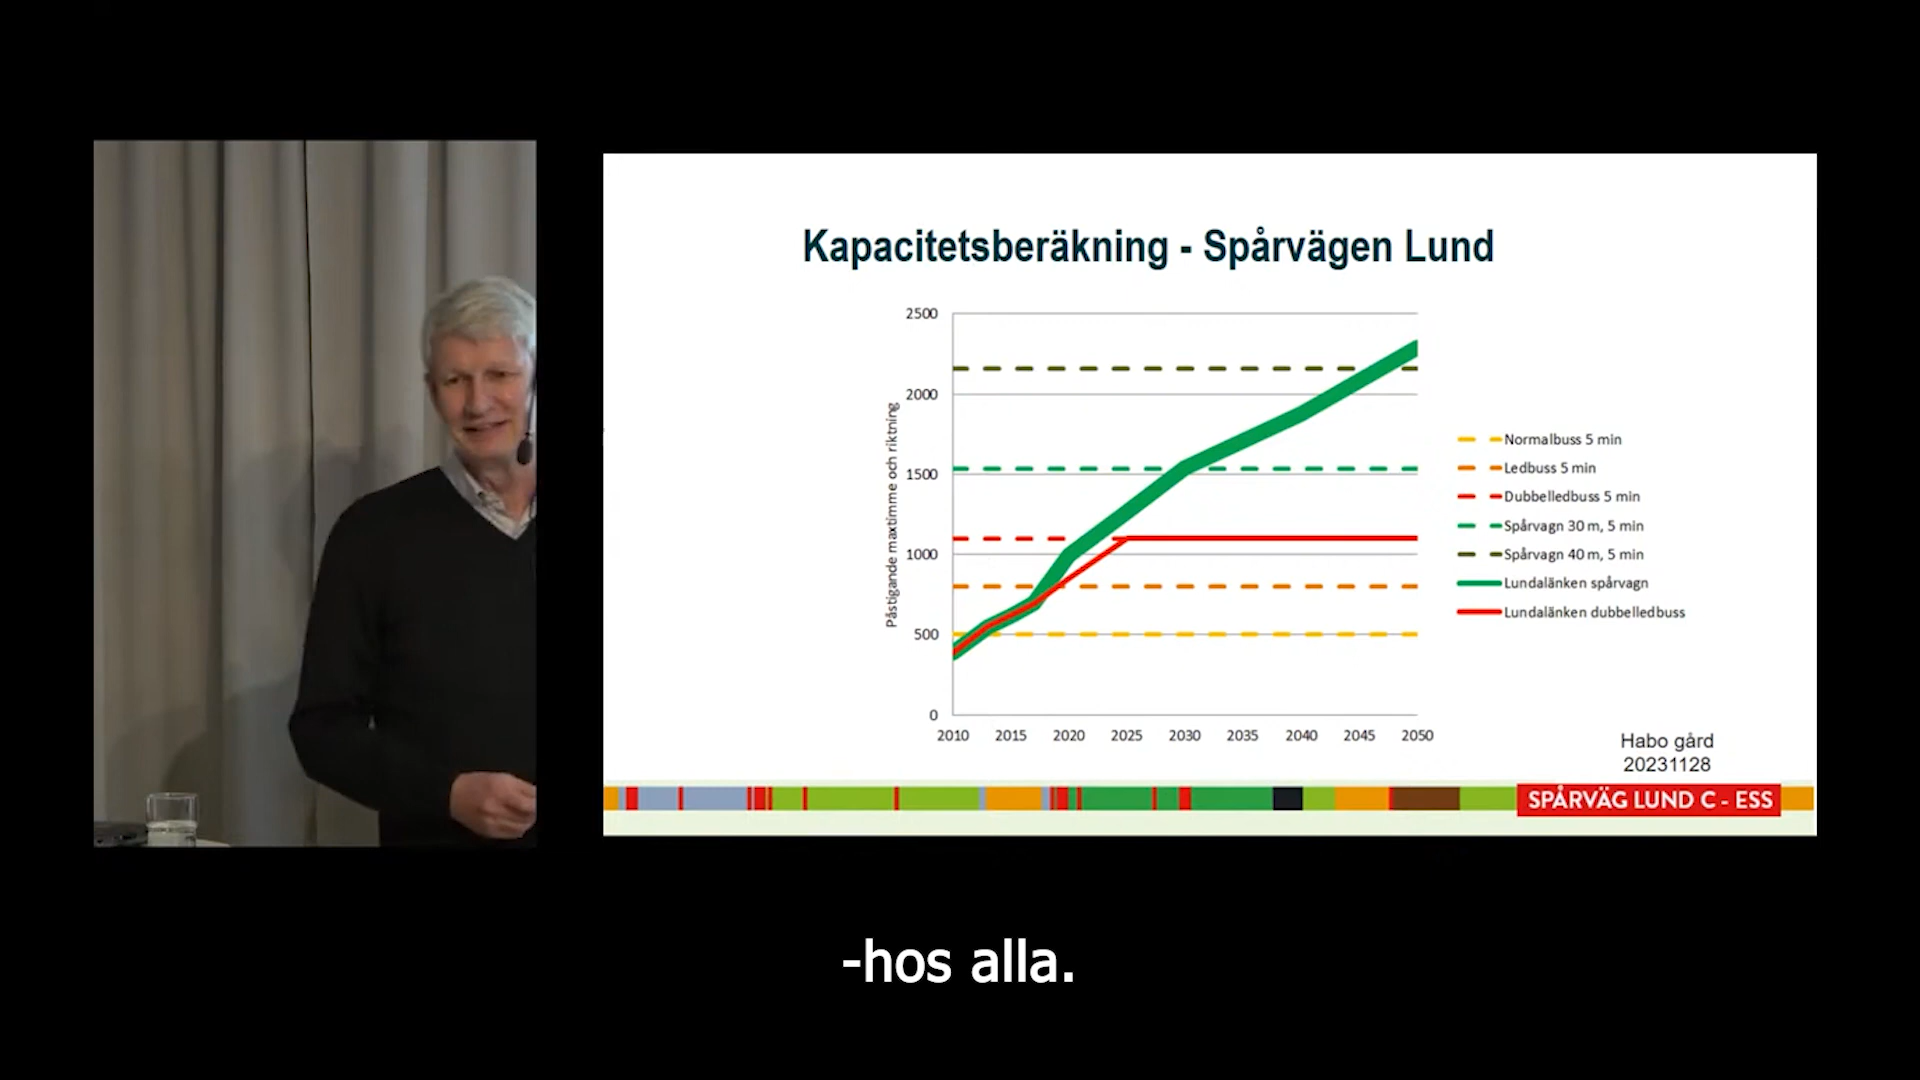 Kapacitetsberäkning - Spårvägen Lund
Påstigande maxtimme och riktning
2500
2000
1500
1000
500
0
2010 2015 2020 2025 2030 2035 2040 2045 2050
Normalbuss 5 min
Ledbuss 5 min
Dubbelledbuss 5 min
Spårvagn 30 m, 5 min
Spårvagn 40 m, 5 min
Lundalänken spårvagn
Lundalänken dubbelledbuss
Habo gård
20231128
SPÅRVÄG LUND C - ESS
-hos alla.